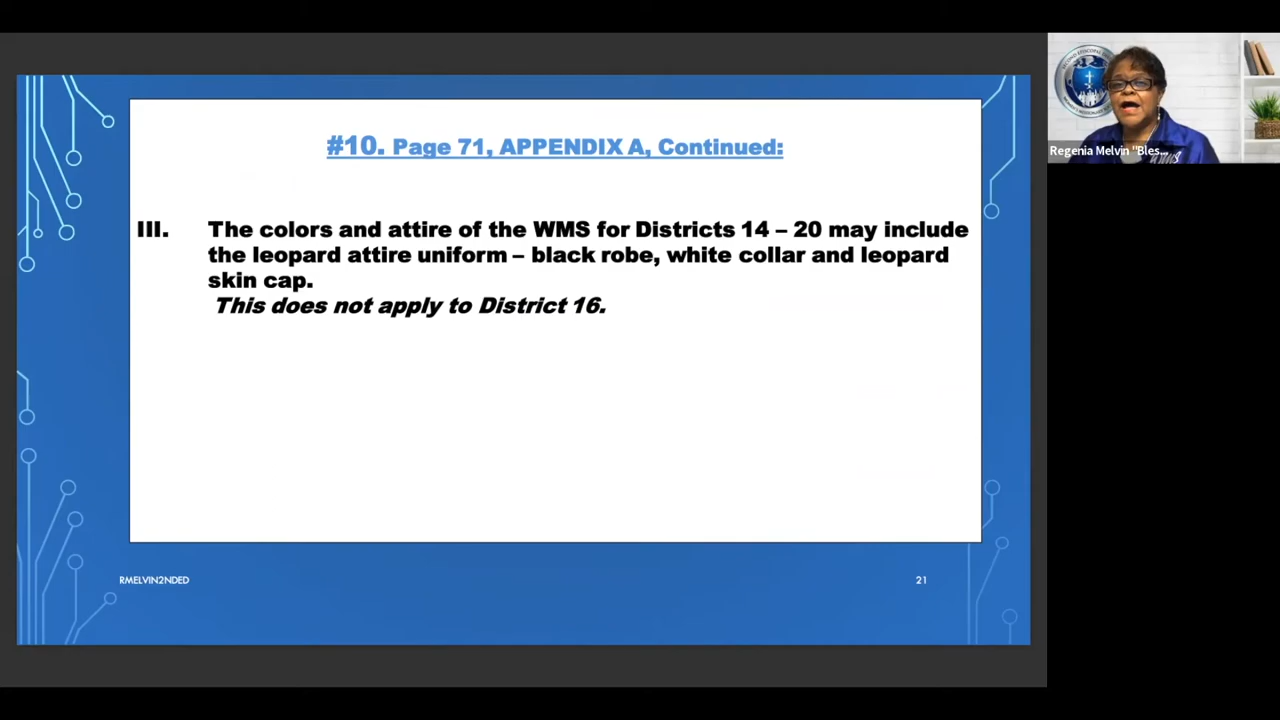 #10. Page 71, APPENDIX A, Continued:
III. The colors and attire of the WMS for Districts 14 – 20 may include
the leopard attire uniform – black robe, white collar and leopard
skin cap.
This does not apply to District 16.
RMELVIN2NDED
21
Regenia Melvin "Bles...